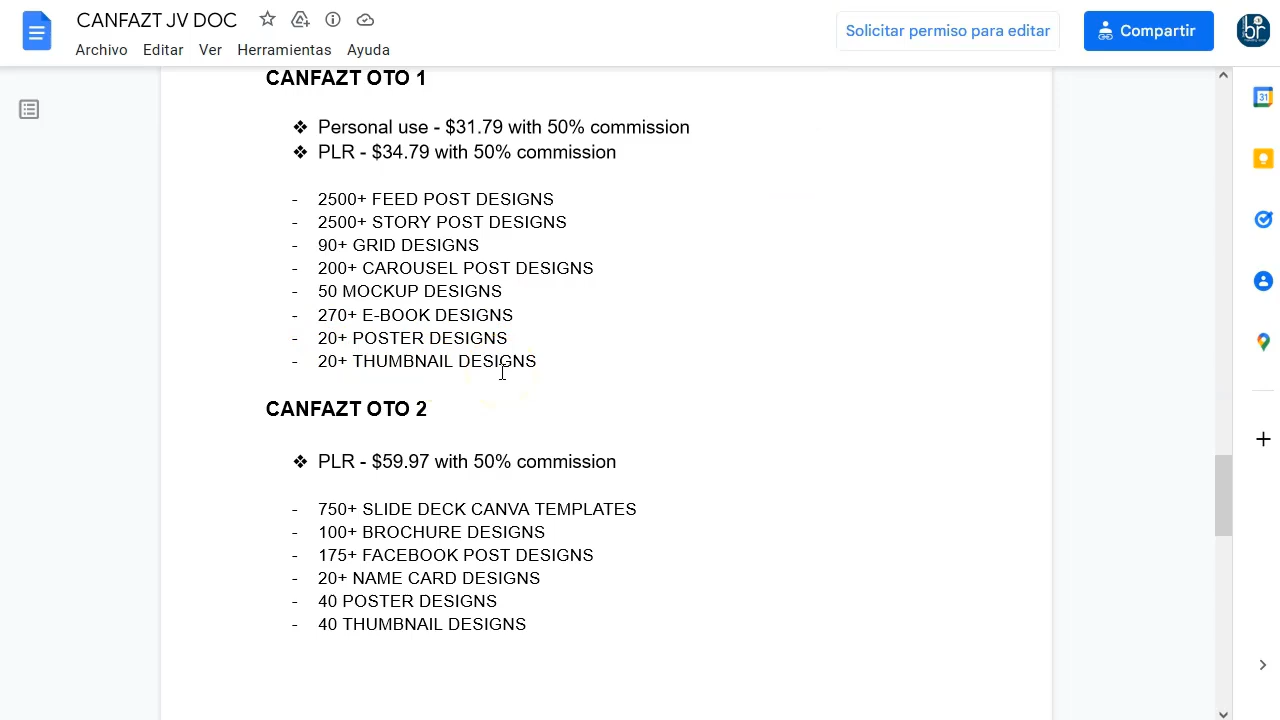 CANFAZT JV DOC
Archivo Editar Ver Herramientas Ayuda
Solicitar permiso para editar
Compartir
br
31
CANFAZT OTO 1
❖ Personal use - $31.79 with 50% commission
❖ PLR - $34.79 with 50% commission
- 2500+ FEED POST DESIGNS
- 2500+ STORY POST DESIGNS
- 90+ GRID DESIGNS
- 200+ CAROUSEL POST DESIGNS
- 50 MOCKUP DESIGNS
- 270+ E-BOOK DESIGNS
- 20+ POSTER DESIGNS
- 20+ THUMBNAIL DESIGNS
CANFAZT OTO 2
❖ PLR - $59.97 with 50% commission
- 750+ SLIDE DECK CANVA TEMPLATES
- 100+ BROCHURE DESIGNS
- 175+ FACEBOOK POST DESIGNS
- 20+ NAME CARD DESIGNS
- 40 POSTER DESIGNS
- 40 THUMBNAIL DESIGNS